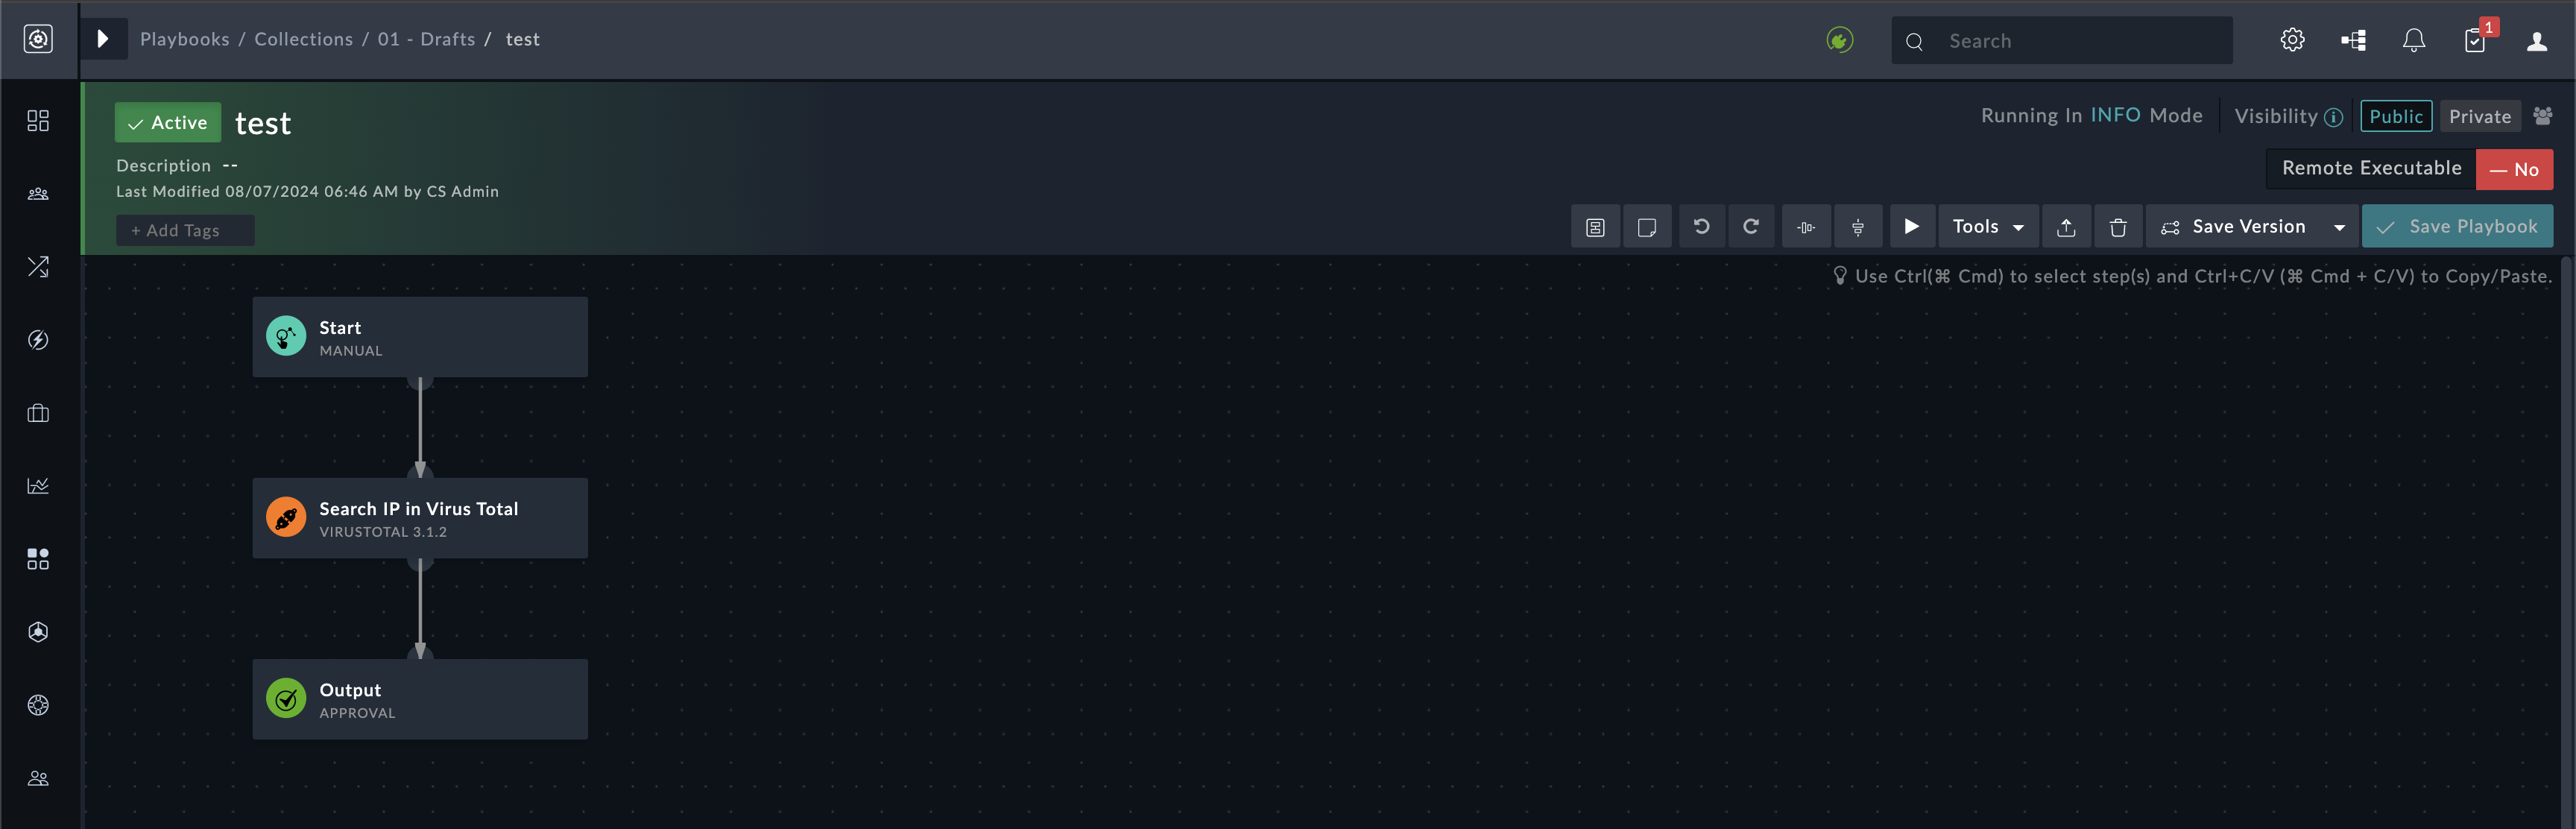 Playbooks / Collections / 01 - Drafts / test
Search
1
Active test
Running In INFO Mode Visibility Public Private
Description --
Remote Executable — No
Last Modified 08/07/2024 06:46 AM by CS Admin
+ Add Tags
Tools Save Version Save Playbook
Use Ctrl(⌘ Cmd) to select step(s) and Ctrl+C/V (⌘ Cmd + C/V) to Copy/Paste.
Start
MANUAL
Search IP in Virus Total
VIRUSTOTAL 3.1.2
Output
APPROVAL